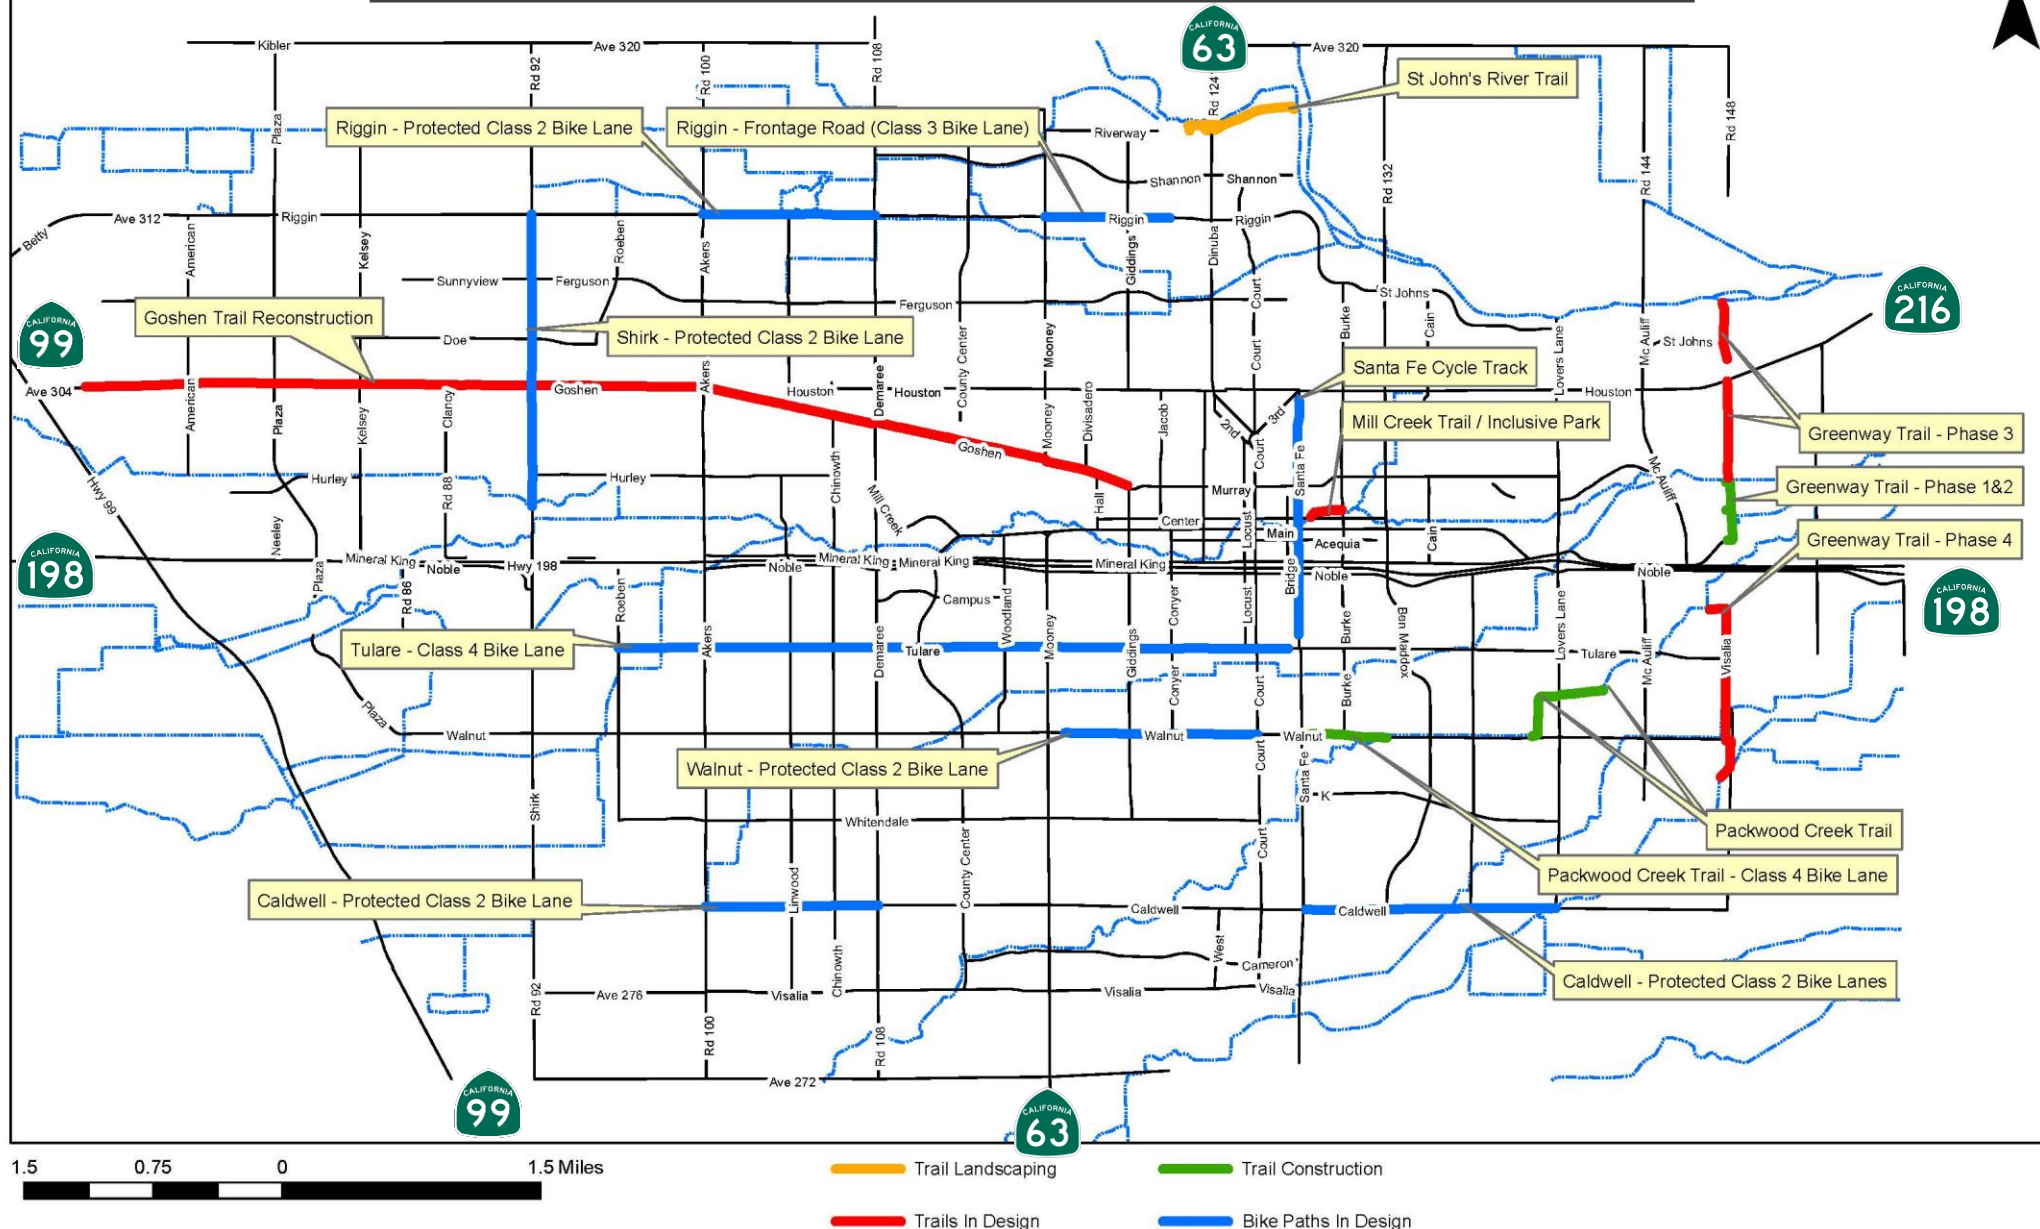 CALIFORNIA
63
Kibler
Ave 320
Ave 320
Rd 92
Rd 100
Rd 108
Rd 124
Rd 132
Rd 144
Rd 148
St John's River Trail
Plaza
Riggin - Protected Class 2 Bike Lane
Riggin - Frontage Road (Class 3 Bike Lane)
Riverway
Shannon
Shannon
Betty
Ave 312
Riggin
Riggin
Riggin
American
Kelsey
Roeben
Akers
Giddings
Dinuba
Court
Sunnyview
Ferguson
Ferguson
St Johns
CALIFORNIA
216
CALIFORNIA
99
Goshen Trail Reconstruction
Doe
Shirk - Protected Class 2 Bike Lane
County Center
Mooney
Court
Burke
Cain
Lovers Lane
Mc Auliff
St Johns
Santa Fe Cycle Track
Ave 304
American
Plaza
Kelsey
Clancy
Goshen
Akers
Houston
Demaree
Houston
Mooney
Divisadero
Jacob
2nd
3rd
Court
Houston
Mill Creek Trail / Inclusive Park
Greenway Trail - Phase 3
Goshen
Hwy 99
Hurley
Rd 88
Hurley
Chinowth
Mill Creek
Hall
Murray
Santa Fe
Mc Auliff
Greenway Trail - Phase 1&2
Neeley
Center
Locust
Main
Acequia
Cain
Greenway Trail - Phase 4
CALIFORNIA
198
Plaza
Mineral King
Noble
Hwy 198
Noble
Mineral King
Mineral King
Mineral King
Bridge
Noble
Noble
CALIFORNIA
198
Rd 86
Roeben
Campus
Woodland
Conyer
Locust
Burke
Ben Maddox
Lovers Lane
Tulare - Class 4 Bike Lane
Akers
Demaree
Tulare
Mooney
Giddings
Conyer
Court
Burke
Tulare
Mc Auliff
Visalia
Plaza
Walnut
Walnut
Walnut
Court
Santa Fe
Walnut - Protected Class 2 Bike Lane
K
Shirk
Whitendale
Court
Packwood Creek Trail
Packwood Creek Trail - Class 4 Bike Lane
Caldwell - Protected Class 2 Bike Lane
Linwood
County Center
Caldwell
Caldwell
West
Cameron
Caldwell - Protected Class 2 Bike Lanes
Rd 92
Ave 276
Visalia
Chinowth
Visalia
Visalia
Rd 100
Rd 108
Ave 272
CALIFORNIA
99
CALIFORNIA
63
1.5 0.75 0 1.5 Miles
Trail Landscaping
Trail Construction
Trails In Design
Bike Paths In Design